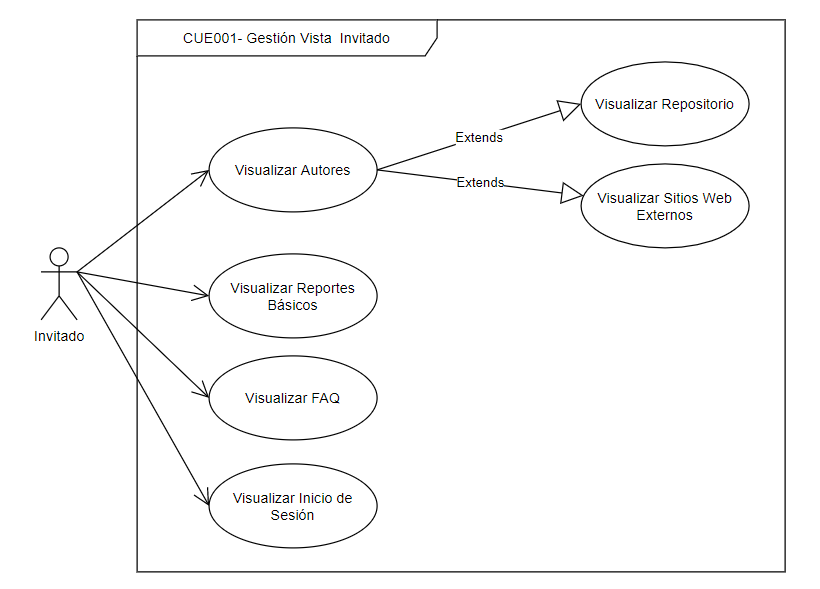 CUE001- Gestión Vista  Invitado
Visualizar Repositorio
Extends
Visualizar Autores
Extends
Visualizar Sitios Web
Externos
Visualizar Reportes
Básicos
Invitado
Visualizar FAQ
Visualizar Inicio de
Sesión